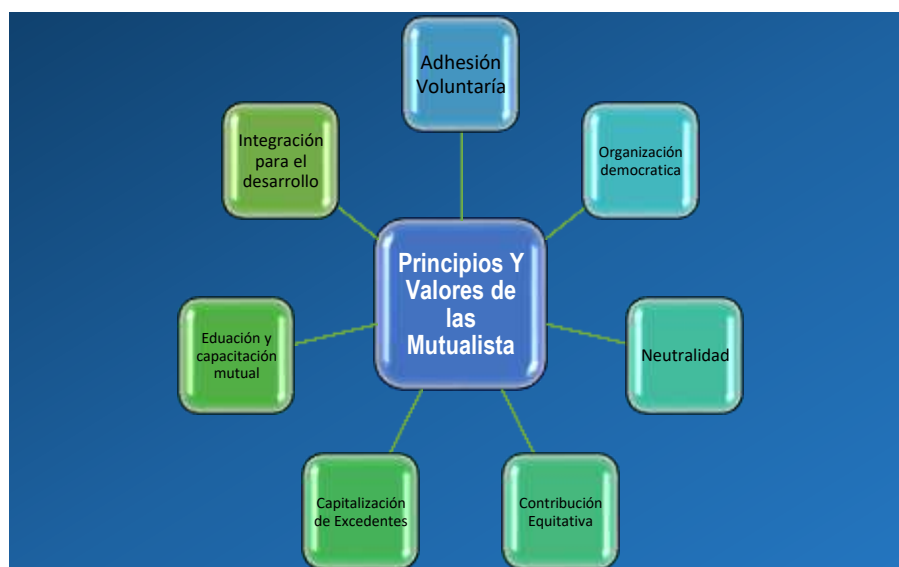 Adhesión
Voluntaría
Organización
democratica
Neutralidad
Contribución
Equitativa
Capitalización
de Excedentes
Eduación y
capacitación
mutual
Integración
para el
desarrollo
Principios Y
Valores de
las
Mutualista